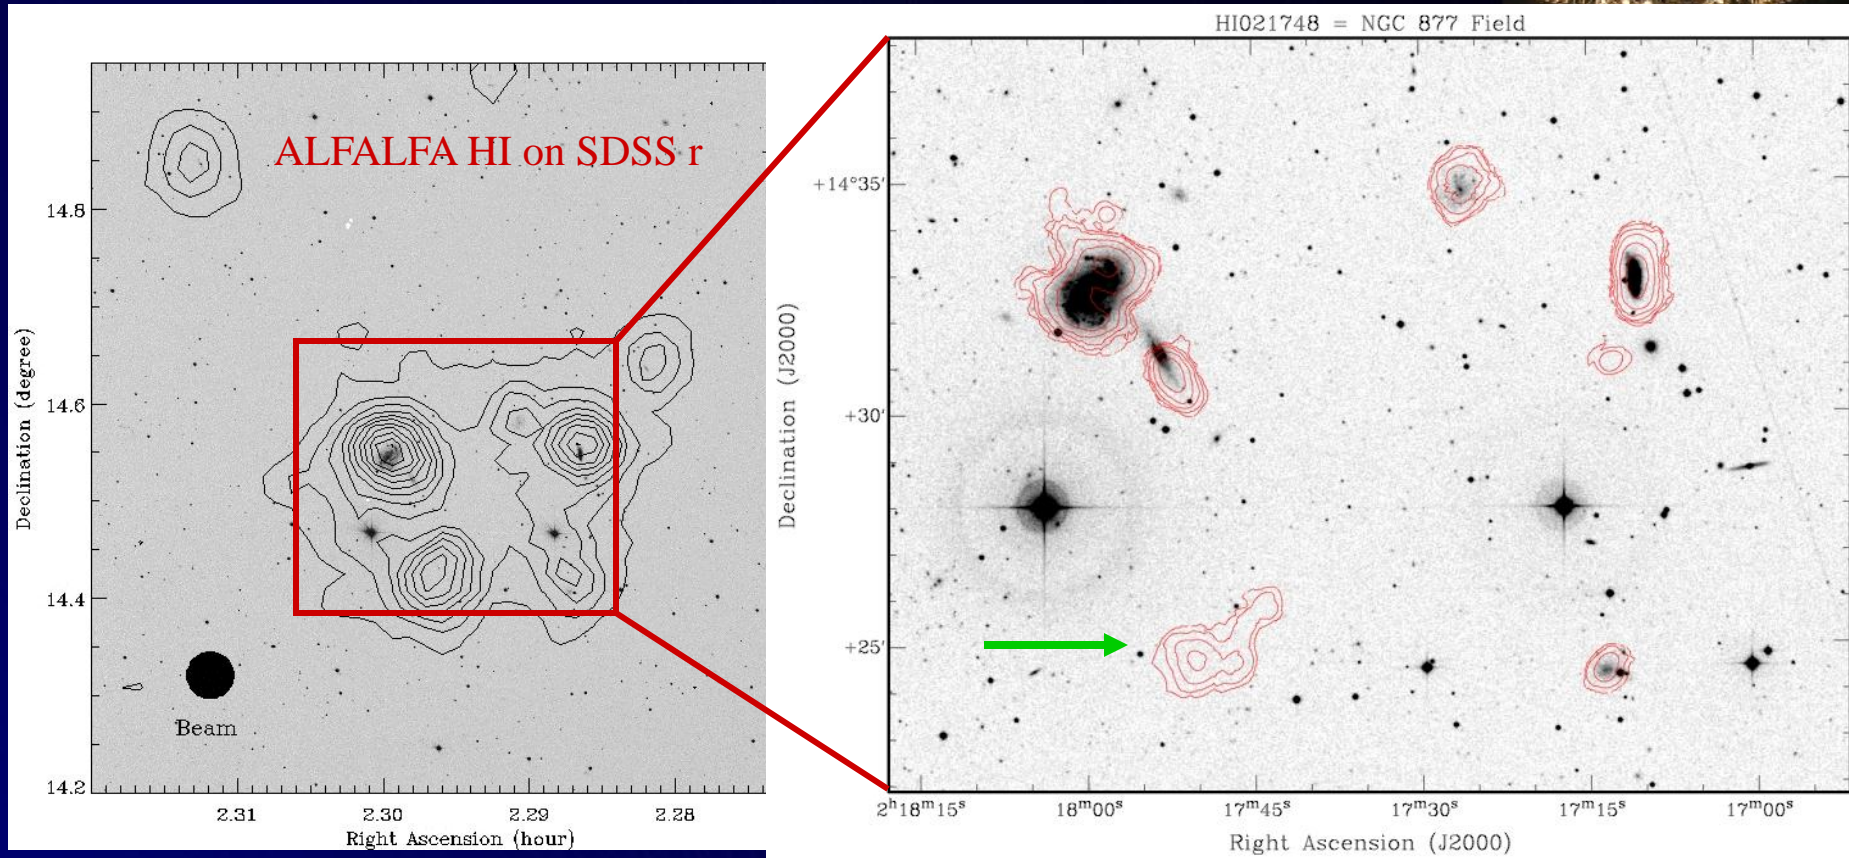 HI021748 = NGC 877 Field
ALFALFA HI on SDSS r
14.8
14.6
14.4
14.2
Declination (degree)
Beam
2.31
2.30
2.29
2.28
Right Ascension (hour)
+14°35′
+30′
+25′
Declination (J2000)
2ʰ18ᵐ15ˢ
18ᵐ00ˢ
17ᵐ45ˢ
17ᵐ30ˢ
17ᵐ15ˢ
17ᵐ00ˢ
Right Ascension (J2000)